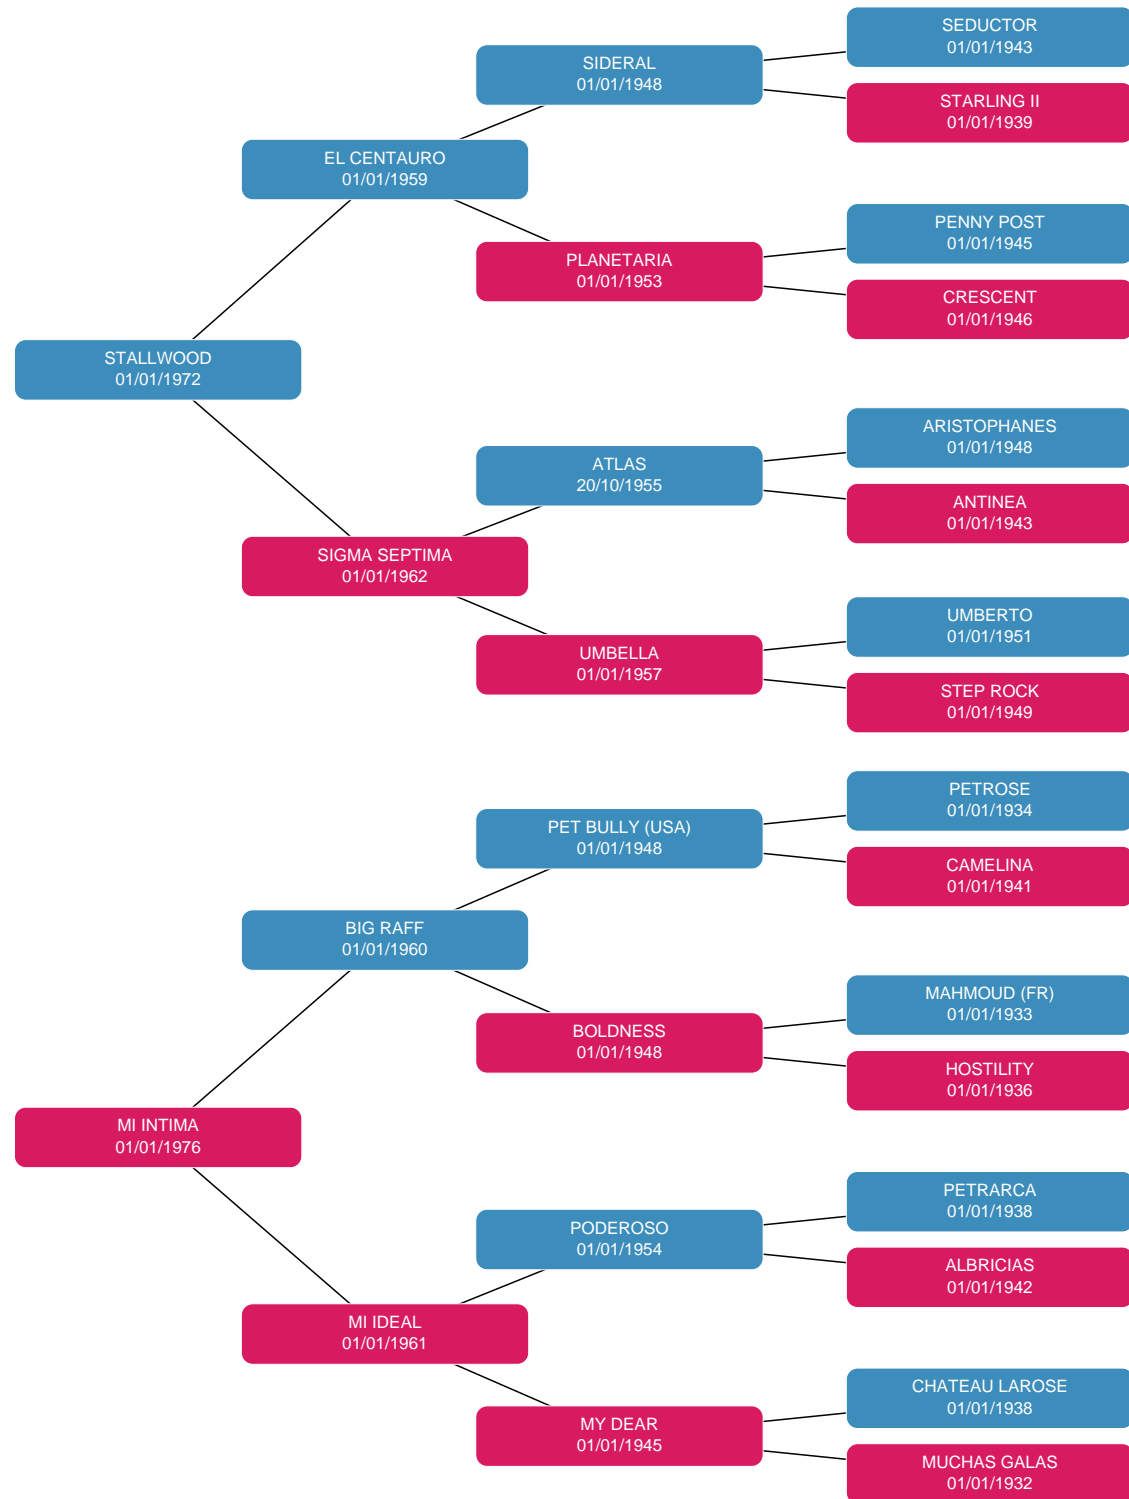 SEDUCTOR
01/01/1943
SIDERAL
01/01/1948
STARLING II
01/01/1939
EL CENTAURO
01/01/1959
PENNY POST
01/01/1945
PLANETARIA
01/01/1953
CRESCENT
01/01/1946
STALLWOOD
01/01/1972
ARISTOPHANES
01/01/1948
ATLAS
20/10/1955
ANTINEA
01/01/1943
SIGMA SEPTIMA
01/01/1962
UMBERTO
01/01/1951
UMBELLA
01/01/1957
STEP ROCK
01/01/1949
PETROSE
01/01/1934
PET BULLY (USA)
01/01/1948
CAMELINA
01/01/1941
BIG RAFF
01/01/1960
MAHMOUD (FR)
01/01/1933
BOLDNESS
01/01/1948
HOSTILITY
01/01/1936
MI INTIMA
01/01/1976
PETRARCA
01/01/1938
PODEROSO
01/01/1954
ALBRICIAS
01/01/1942
MI IDEAL
01/01/1961
CHATEAU LAROSE
01/01/1938
MY DEAR
01/01/1945
MUCHAS GALAS
01/01/1932